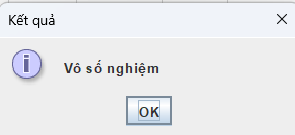 Kết quả
Vô số nghiệm
OK